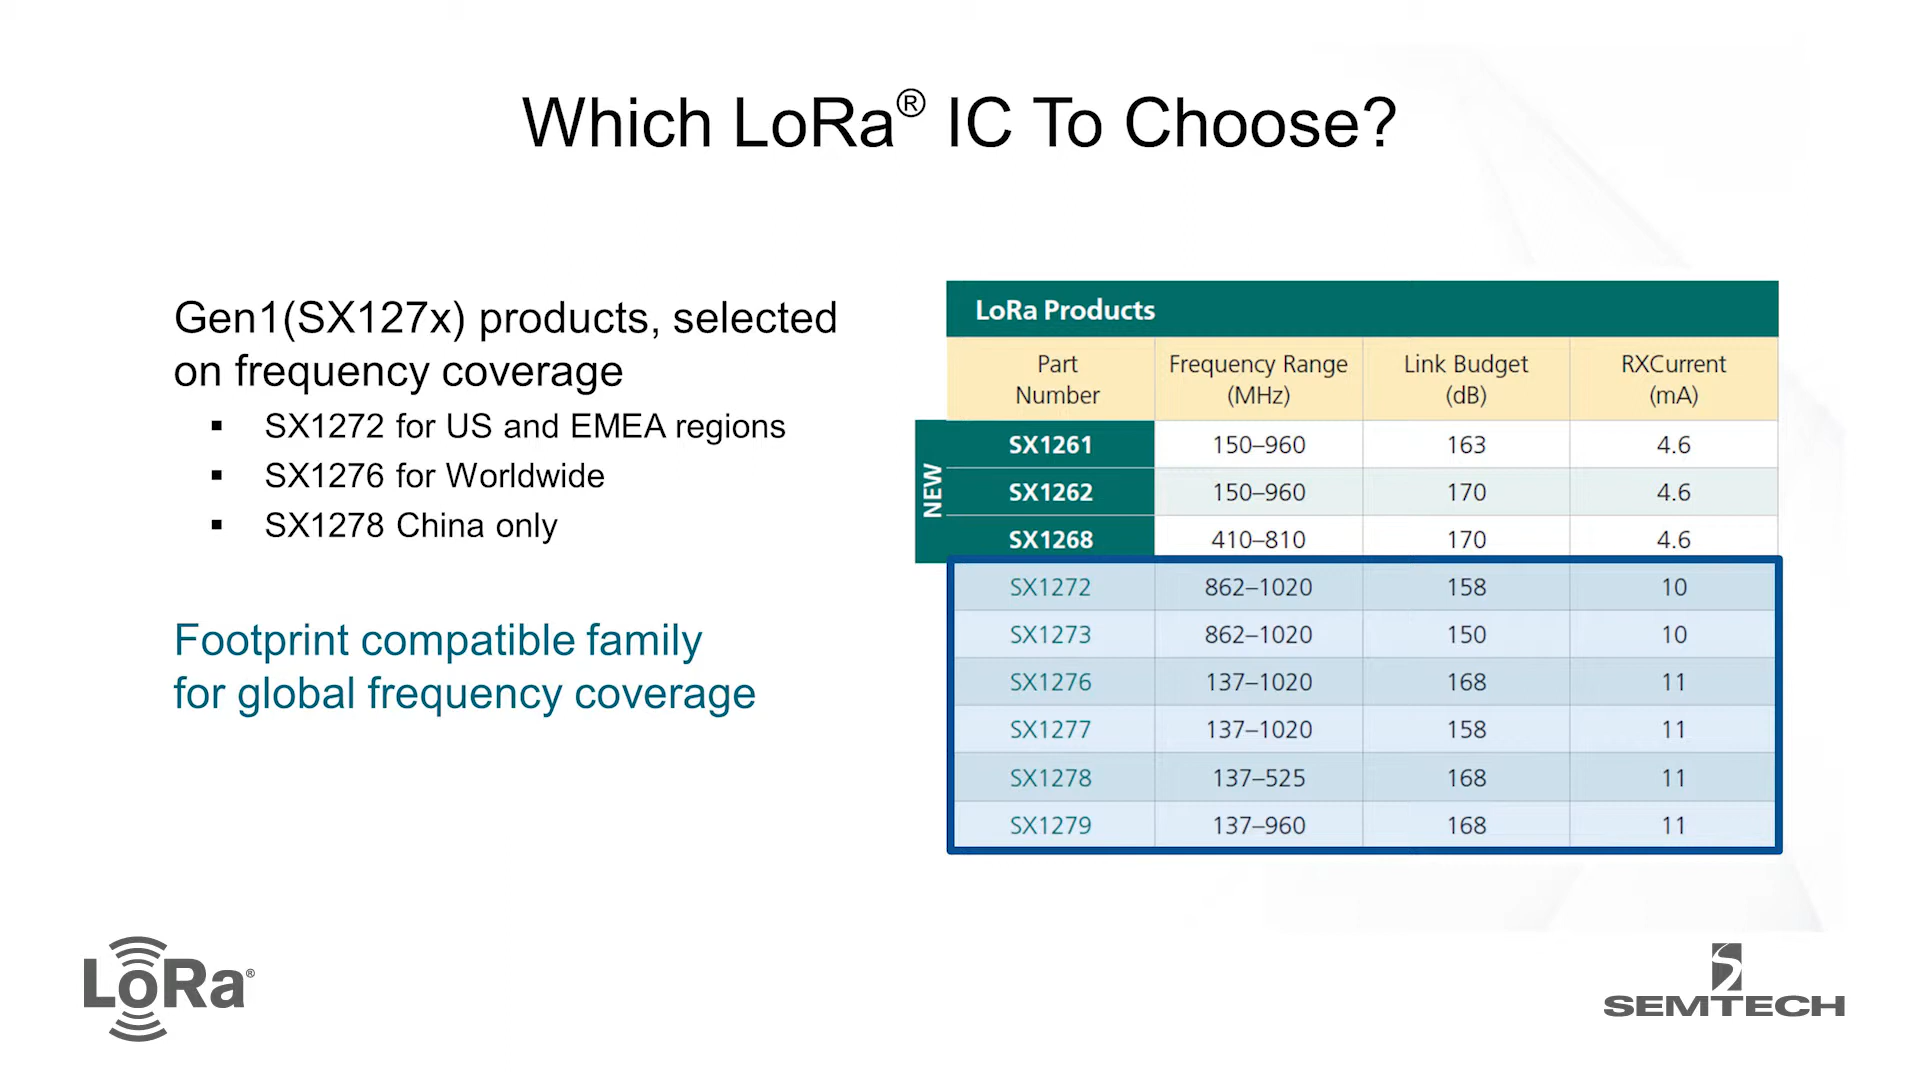 Which LoRa® IC To Choose?
Gen1(SX127x) products, selected
on frequency coverage
▪ SX1272 for US and EMEA regions
▪ SX1276 for Worldwide
▪ SX1278 China only
Footprint compatible family
for global frequency coverage
LoRa Products
Part Number Frequency Range (MHz) Link Budget (dB) RXCurrent (mA)
NEW
SX1261 150–960 163 4.6
SX1262 150–960 170 4.6
SX1268 410–810 170 4.6
SX1272 862–1020 158 10
SX1273 862–1020 150 10
SX1276 137–1020 168 11
SX1277 137–1020 158 11
SX1278 137–525 168 11
SX1279 137–960 168 11
LoRa®
SEMTECH